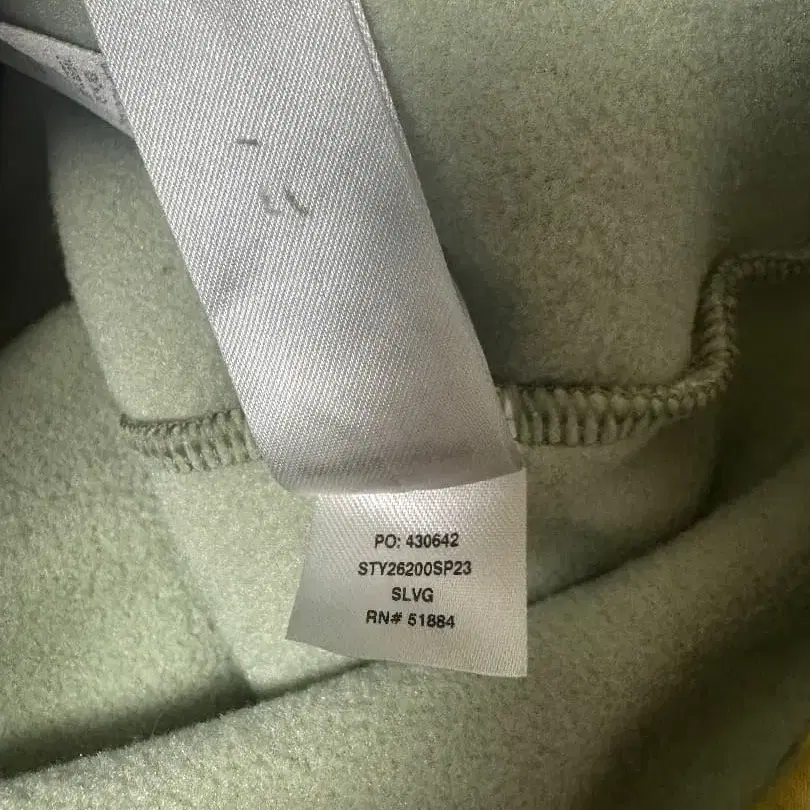 PO: 430642
STY26200SP23
SLVG
RN# 51884